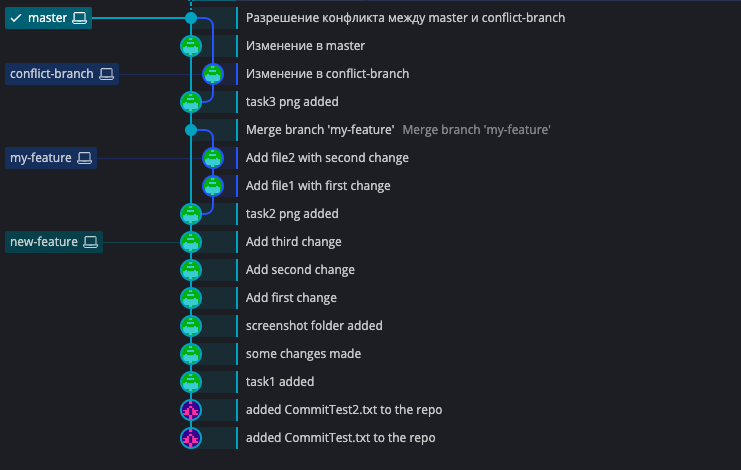 master Разрешение конфликта между master и conflict-branch
Изменение в master
conflict-branch Изменение в conflict-branch
task3 png added
Merge branch 'my-feature' Merge branch 'my-feature'
my-feature Add file2 with second change
Add file1 with first change
task2 png added
new-feature Add third change
Add second change
Add first change
screenshot folder added
some changes made
task1 added
added CommitTest2.txt to the repo
added CommitTest.txt to the repo